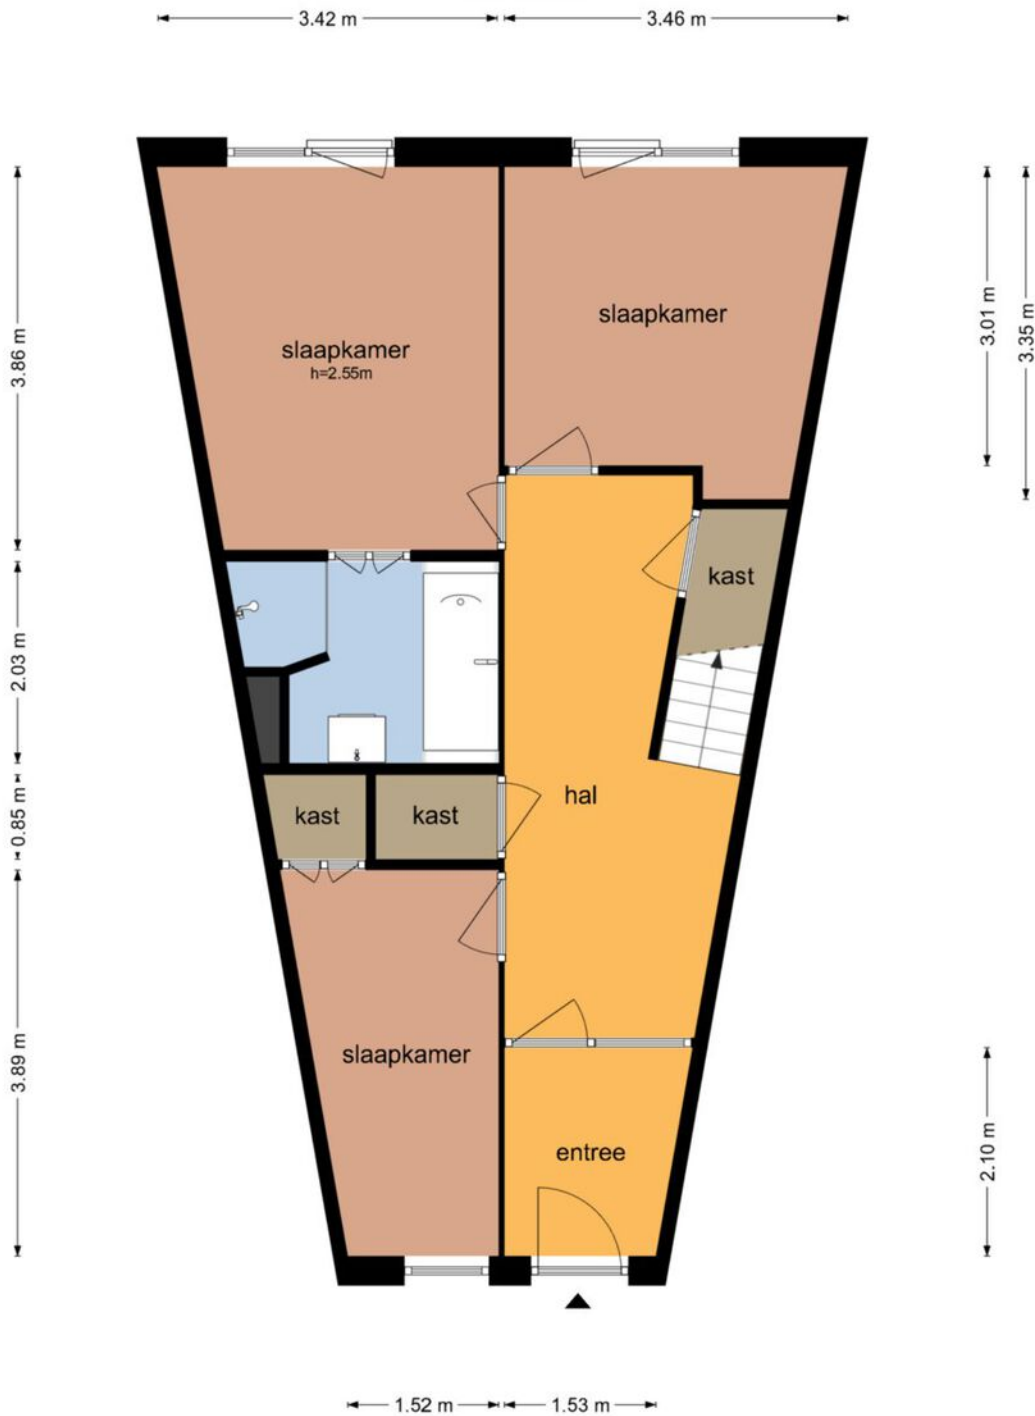 3.42 m
3.46 m
3.86 m
3.01 m
3.35 m
slaapkamer
slaapkamer
h=2.55m
kast
2.03 m
hal
0.85 m
kast
kast
3.89 m
slaapkamer
entree
2.10 m
1.52 m
1.53 m